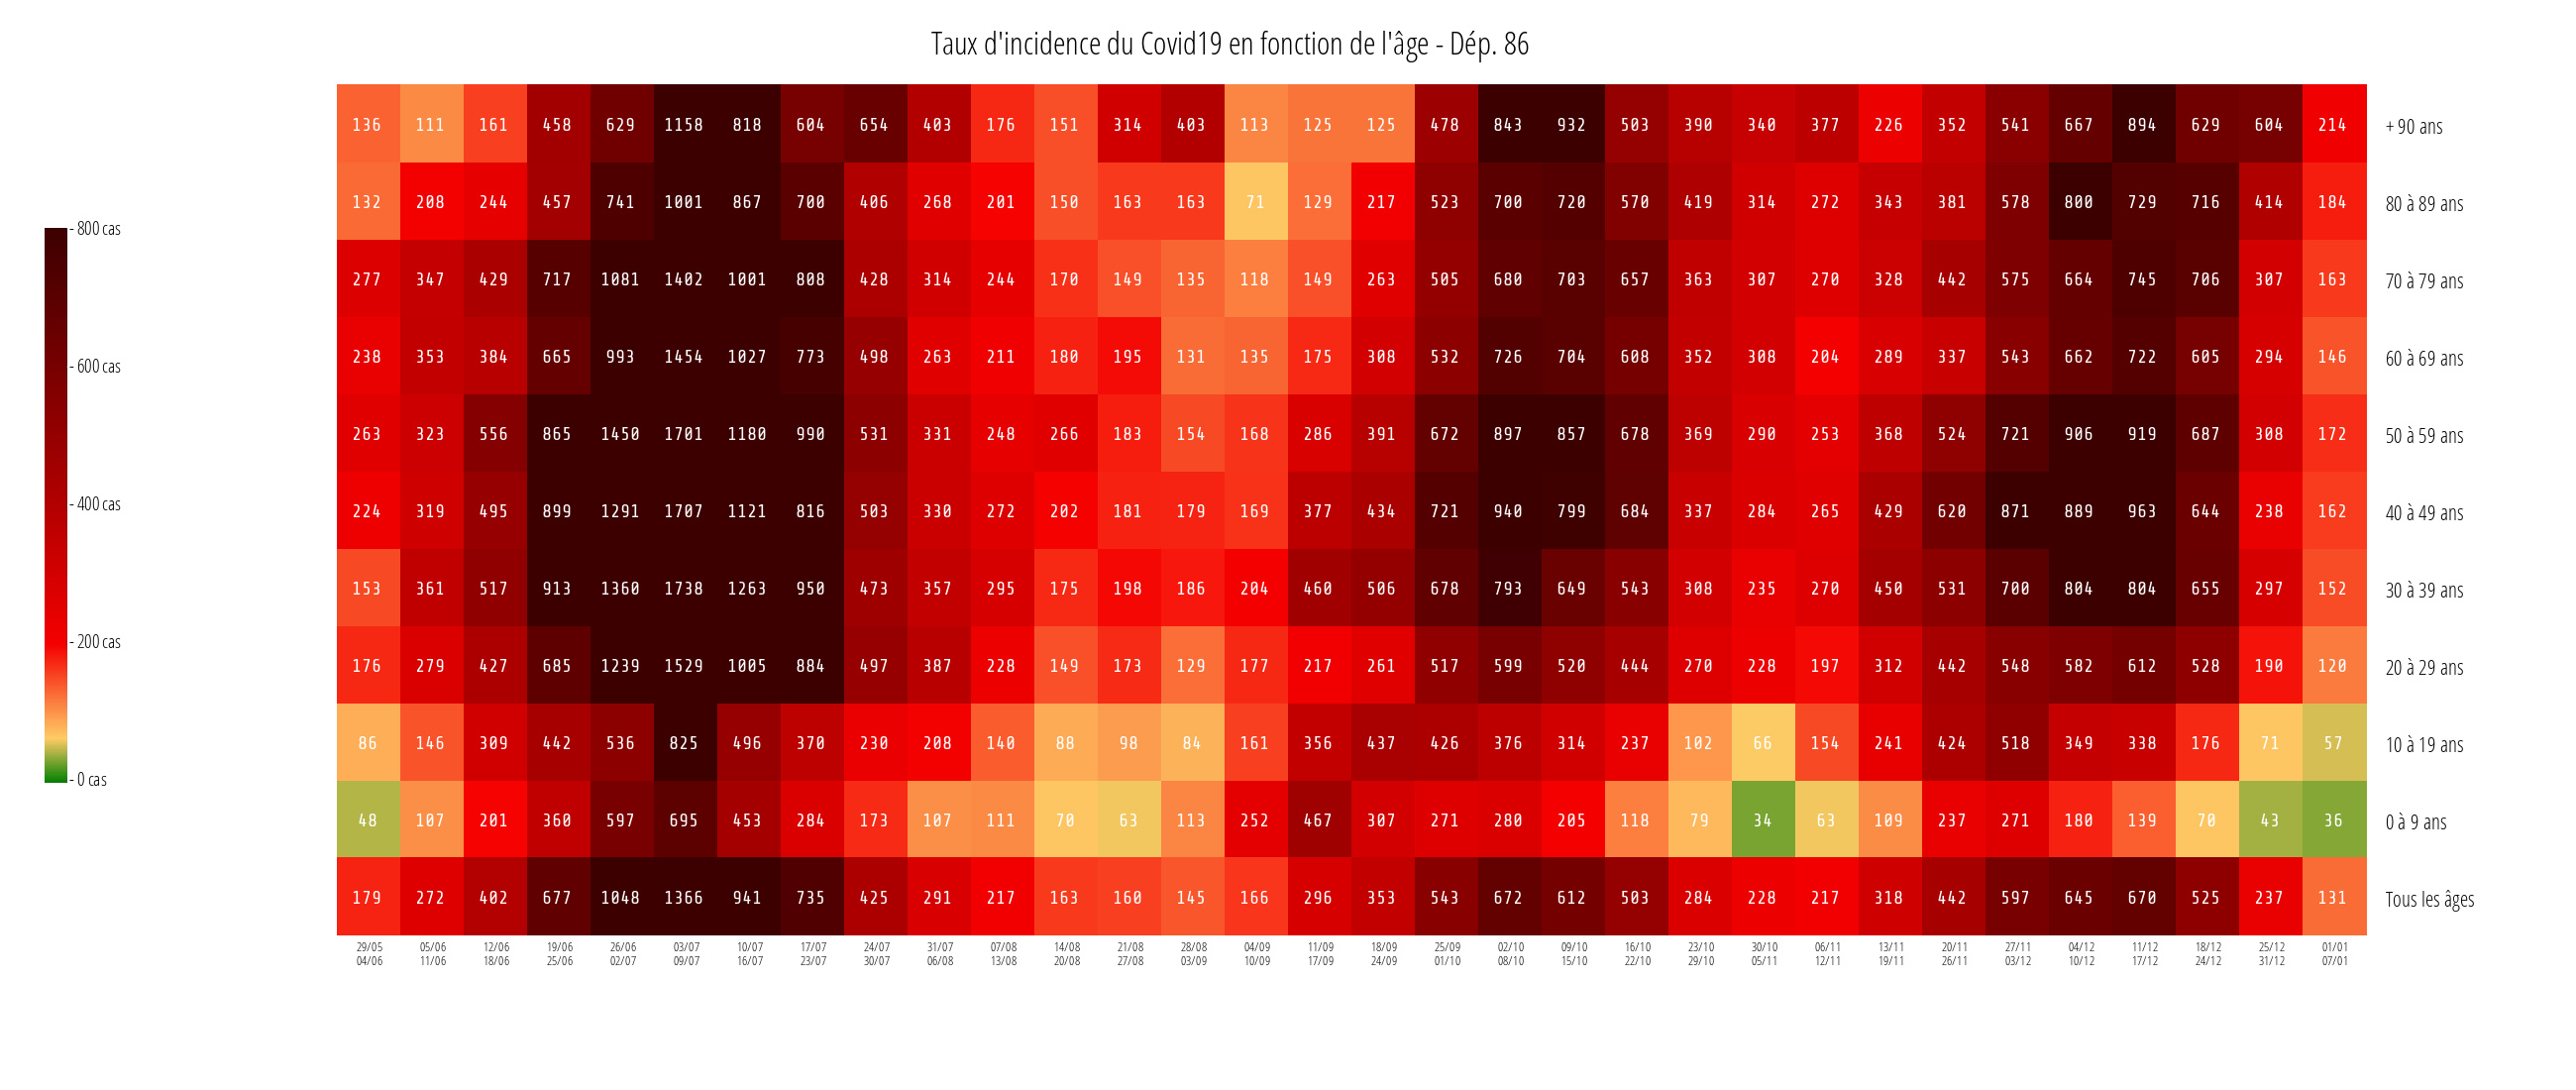 Taux d'incidence du Covid19 en fonction de l'âge - Dép. 86
- 800 cas
- 600 cas
- 400 cas
- 200 cas
- 0 cas
136 111 161 458 629 1158 818 604 654 403 176 151 314 403 113 125 125 478 843 932 503 390 340 377 226 352 541 667 894 629 604 214 + 90 ans
132 208 244 457 741 1001 867 700 406 268 201 150 163 163 71 129 217 523 700 720 570 419 314 272 343 381 578 800 729 716 414 184 80 à 89 ans
277 347 429 717 1081 1402 1001 808 428 314 244 170 149 135 118 149 263 505 680 703 657 363 307 270 328 442 575 664 745 706 307 163 70 à 79 ans
238 353 384 665 993 1454 1027 773 498 263 211 180 195 131 135 175 308 532 726 704 608 352 308 204 289 337 543 662 722 605 294 146 60 à 69 ans
263 323 556 865 1450 1701 1180 990 531 331 248 266 183 154 168 286 391 672 897 857 678 369 290 253 368 524 721 906 919 687 308 172 50 à 59 ans
224 319 495 899 1291 1707 1121 816 503 330 272 202 181 179 169 377 434 721 940 799 684 337 284 265 429 620 871 889 963 644 238 162 40 à 49 ans
153 361 517 913 1360 1738 1263 950 473 357 295 175 198 186 204 460 506 678 793 649 543 308 235 270 450 531 700 804 804 655 297 152 30 à 39 ans
176 279 427 685 1239 1529 1005 884 497 387 228 149 173 129 177 217 261 517 599 520 444 270 228 197 312 442 548 582 612 528 190 120 20 à 29 ans
86 146 309 442 536 825 496 370 230 208 140 88 98 84 161 356 437 426 376 314 237 102 66 154 241 424 518 349 338 176 71 57 10 à 19 ans
48 107 201 360 597 695 453 284 173 107 111 70 63 113 252 467 307 271 280 205 118 79 34 63 109 237 271 180 139 70 43 36 0 à 9 ans
179 272 402 677 1048 1366 941 735 425 291 217 163 160 145 166 296 353 543 672 612 503 284 228 217 318 442 597 645 670 525 237 131 Tous les âges
29/05 05/06 12/06 19/06 26/06 03/07 10/07 17/07 24/07 31/07 07/08 14/08 21/08 28/08 04/09 11/09 18/09 25/09 02/10 09/10 16/10 23/10 30/10 06/11 13/11 20/11 27/11 04/12 11/12 18/12 25/12 01/01
04/06 11/06 18/06 25/06 02/07 09/07 16/07 23/07 30/07 06/08 13/08 20/08 27/08 03/09 10/09 17/09 24/09 01/10 08/10 15/10 22/10 29/10 05/11 12/11 19/11 26/11 03/12 10/12 17/12 24/12 31/12 07/01